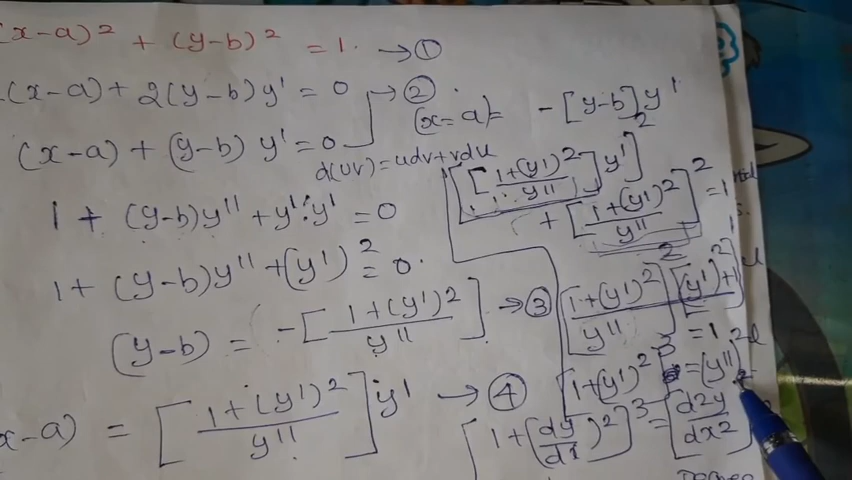 (x-a)² + (y-b)² = 1. → ①
(x-a) + 2(y-b)y' = 0 → ②
(x-a) + (y-b) y' = 0
d(uv) = udv+vdu
1 + (y-b)y'' + y'.y' = 0
1 + (y-b)y'' + (y')² = 0.
(y-b) = -[1+(y')²/y''] → ③
x-a) = [1+(y')²/y'']y' → ④
(x-a) = -[y-b]y'
[[1+(y')²/y'']y']²
+ [1+(y')²/y'']² = 1
[1+(y')²/y'']² [(y')²+1]
= 1
[1+(y')²]³ = (y'')²
[1+(dy/dx)²]³ = [d2y/dx2]